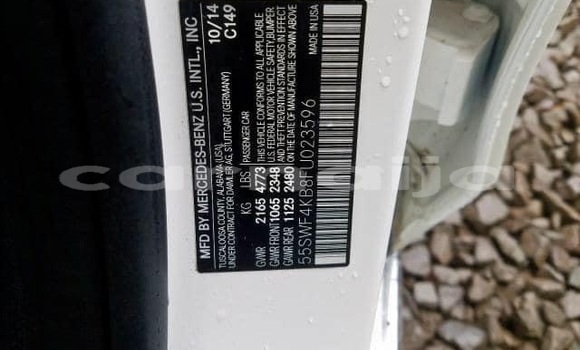 MFD BY MERCEDES-BENZ U.S. INTL., INC
TUSCALOOSA COUNTY, ALABAMA (USA),
UNDER CONTRACT FOR DAIMLER AG, STUTTGART (GERMANY)
10/14
C149
KG LBS PASSENGER CAR
GVWR 2165 4773
GAWR FRONT 1065 2348
GAWR REAR 1125 2480
THIS VEHICLE CONFORMS TO ALL APPLICABLE
U.S. FEDERAL MOTOR VEHICLE SAFETY, BUMPER
AND THEFT PREVENTION STANDARDS IN EFFECT
ON THE DATE OF MANUFACTURE SHOWN ABOVE
55SWF4KB8FU023596
MADE IN USA